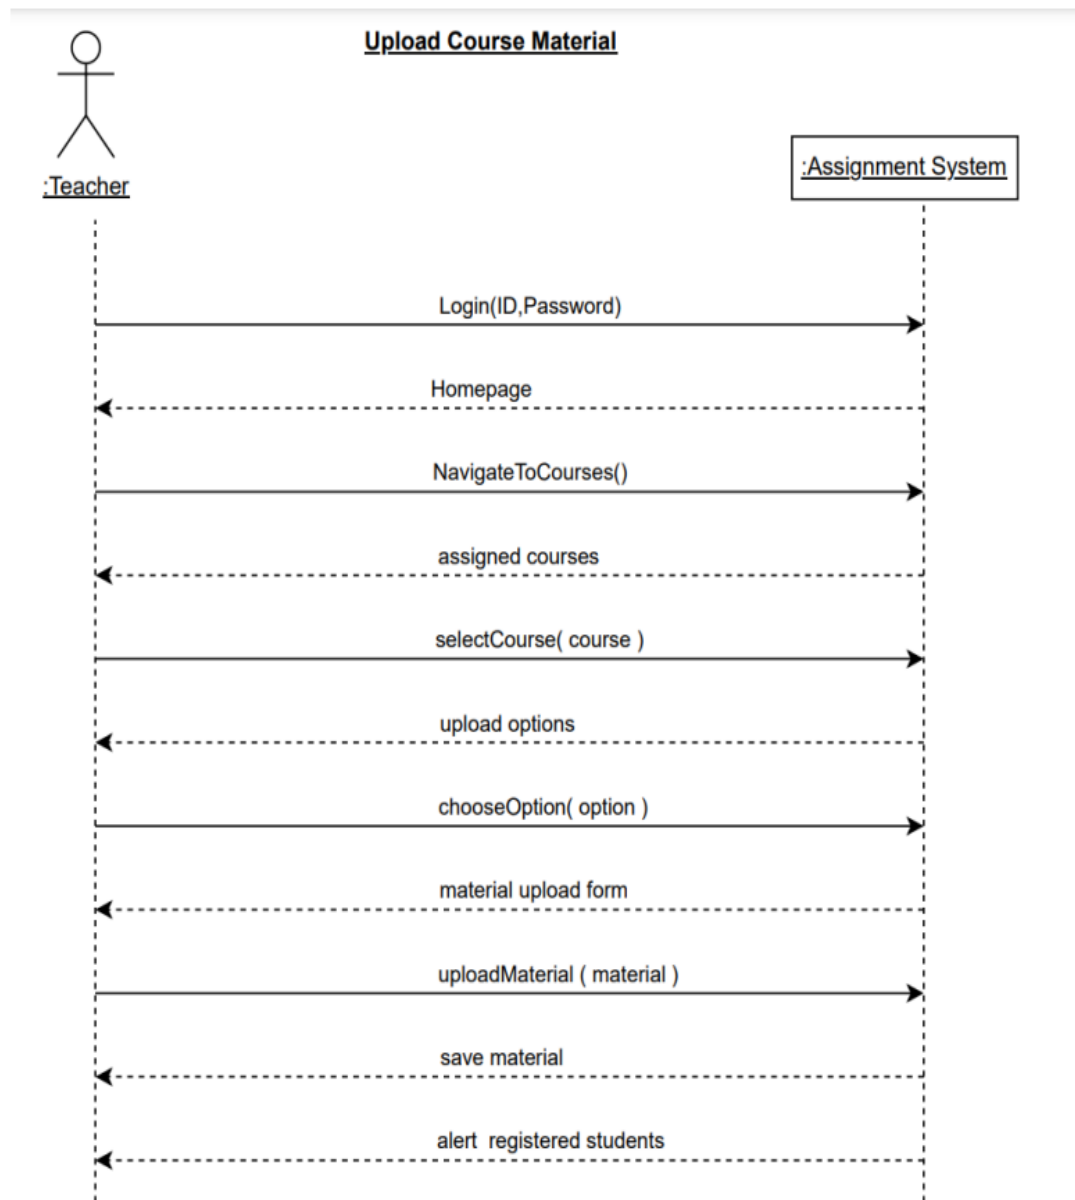 Upload Course Material
:Teacher
:Assignment System
Login(ID,Password)
Homepage
NavigateToCourses()
assigned courses
selectCourse( course )
upload options
chooseOption( option )
material upload form
uploadMaterial ( material )
save material
alert  registered students